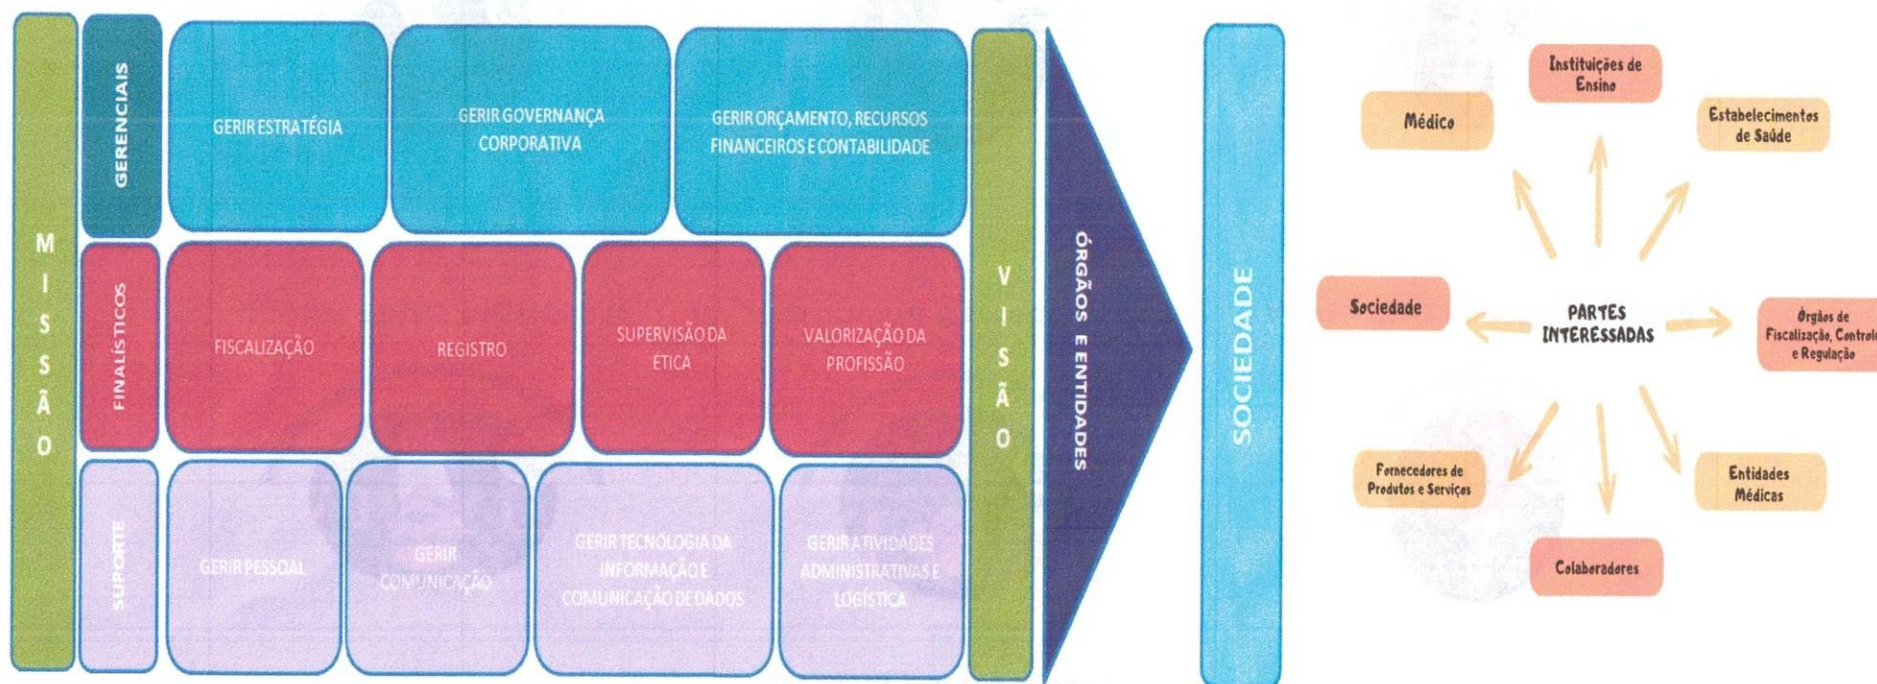 MISSÃO
GERENCIAIS
GERIR ESTRATÉGIA
GERIR GOVERNANÇA
CORPORATIVA
GERIR ORÇAMENTO, RECURSOS
FINANCEIROS E CONTABILIDADE
FINALÍSTICOS
FISCALIZAÇÃO
REGISTRO
SUPERVISÃO DA
ÉTICA
VALORIZAÇÃO DA
PROFISSÃO
SUPORTE
GERIR PESSOAL
GERIR
COMUNICAÇÃO
GERIR TECNOLOGIA DA
INFORMAÇÃO E
COMUNICAÇÃO DE DADOS
GERIR ATIVIDADES
ADMINISTRATIVAS E
LOGÍSTICA
VISÃO
ÓRGÃOS E ENTIDADES
SOCIEDADE
PARTES
INTERESSADAS
Instituições de
Ensino
Estabelecimentos
de Saúde
Órgãos de
Fiscalização, Controle
e Regulação
Entidades
Médicas
Colaboradores
Fornecedores de
Produtos e Serviços
Sociedade
Médico